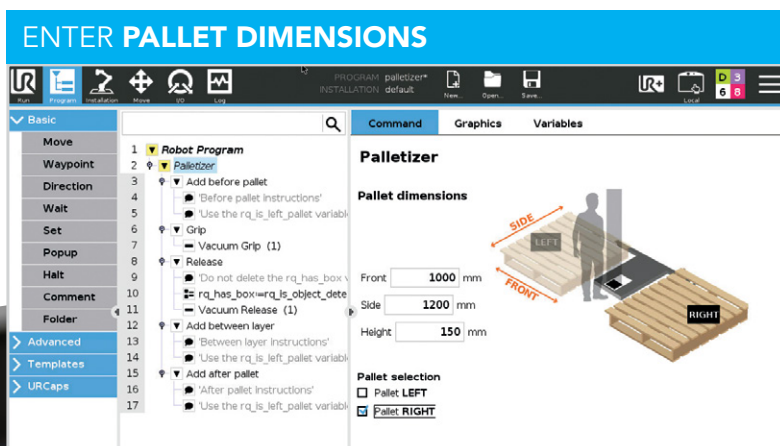 ENTER PALLET DIMENSIONS
PROGRAM palletizer*
INSTALLATION default
Run Program Installation Move I/O Log New... Open... Save... Local
UR+
D 3
6 8
Basic
Move
Waypoint
Direction
Wait
Set
Popup
Halt
Comment
Folder
Advanced
Templates
URCaps
1 Robot Program
2 Palletizer
3 Add before pallet
4 'Before pallet instructions'
5 'Use the rq_is_left_pallet variabl
6 Grip
7 Vacuum Grip (1)
8 Release
9 'Do not delete the rq_has_box v
10 rq_has_box≔rq_is_object_dete
11 Vacuum Release (1)
12 Add between layer
13 'Between layer instructions'
14 'Use the rq_is_left_pallet variabl
15 Add after pallet
16 'After pallet instructions'
17 'Use the rq_is_left_pallet variabl
Command Graphics Variables
Palletizer
Pallet dimensions
SIDE
LEFT
FRONT
RIGHT
Front 1000 mm
Side 1200 mm
Height 150 mm
Pallet selection
Pallet LEFT
Pallet RIGHT